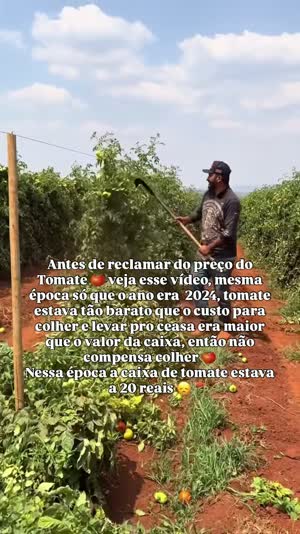 Antes de reclamar do preço do
Tomate 🍅 veja esse vídeo, mesma
época só que o ano era 2024, tomate
estava tão barato que o custo para
colher e levar pro ceasa era maior
que o valor da caixa, então não
compensa colher 🍅
Nessa época a caixa de tomate estava
a 20 reais 🥲